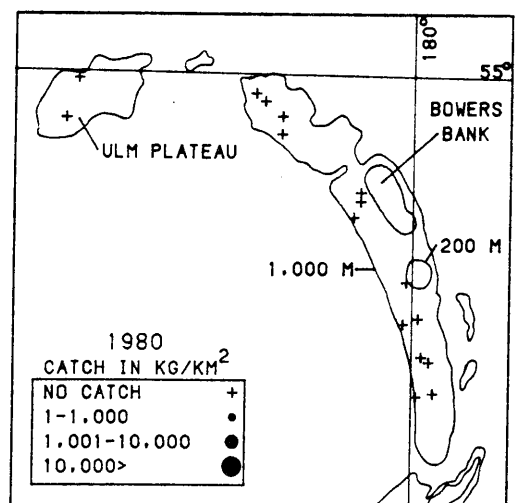 180°
55°
BOWERS
BANK
ULM PLATEAU
200 M
1,000 M
1980
CATCH IN KG/KM²
NO CATCH +
1-1,000
1,001-10,000
10,000>